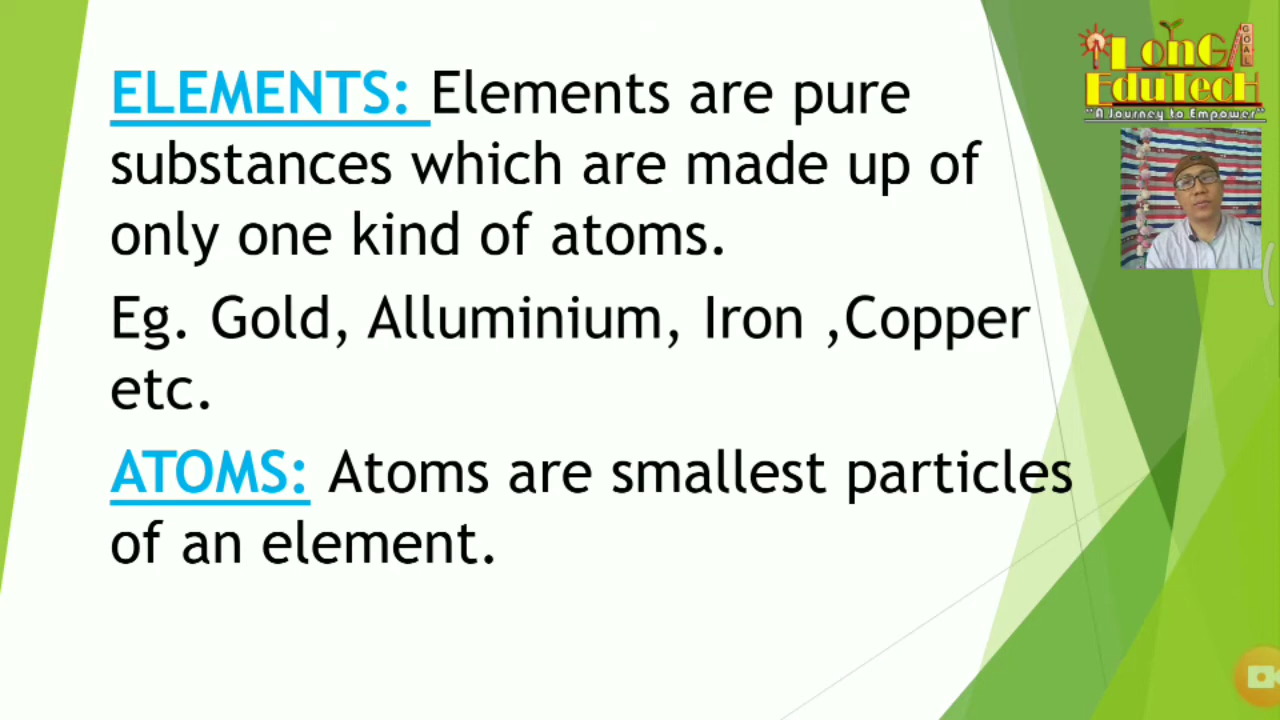 ELEMENTS: Elements are pure
substances which are made up of
only one kind of atoms.
Eg. Gold, Alluminium, Iron ,Copper
etc.
ATOMS: Atoms are smallest particles
of an element.
LonG GOAL
EduTecH
"A Journey to Empower"